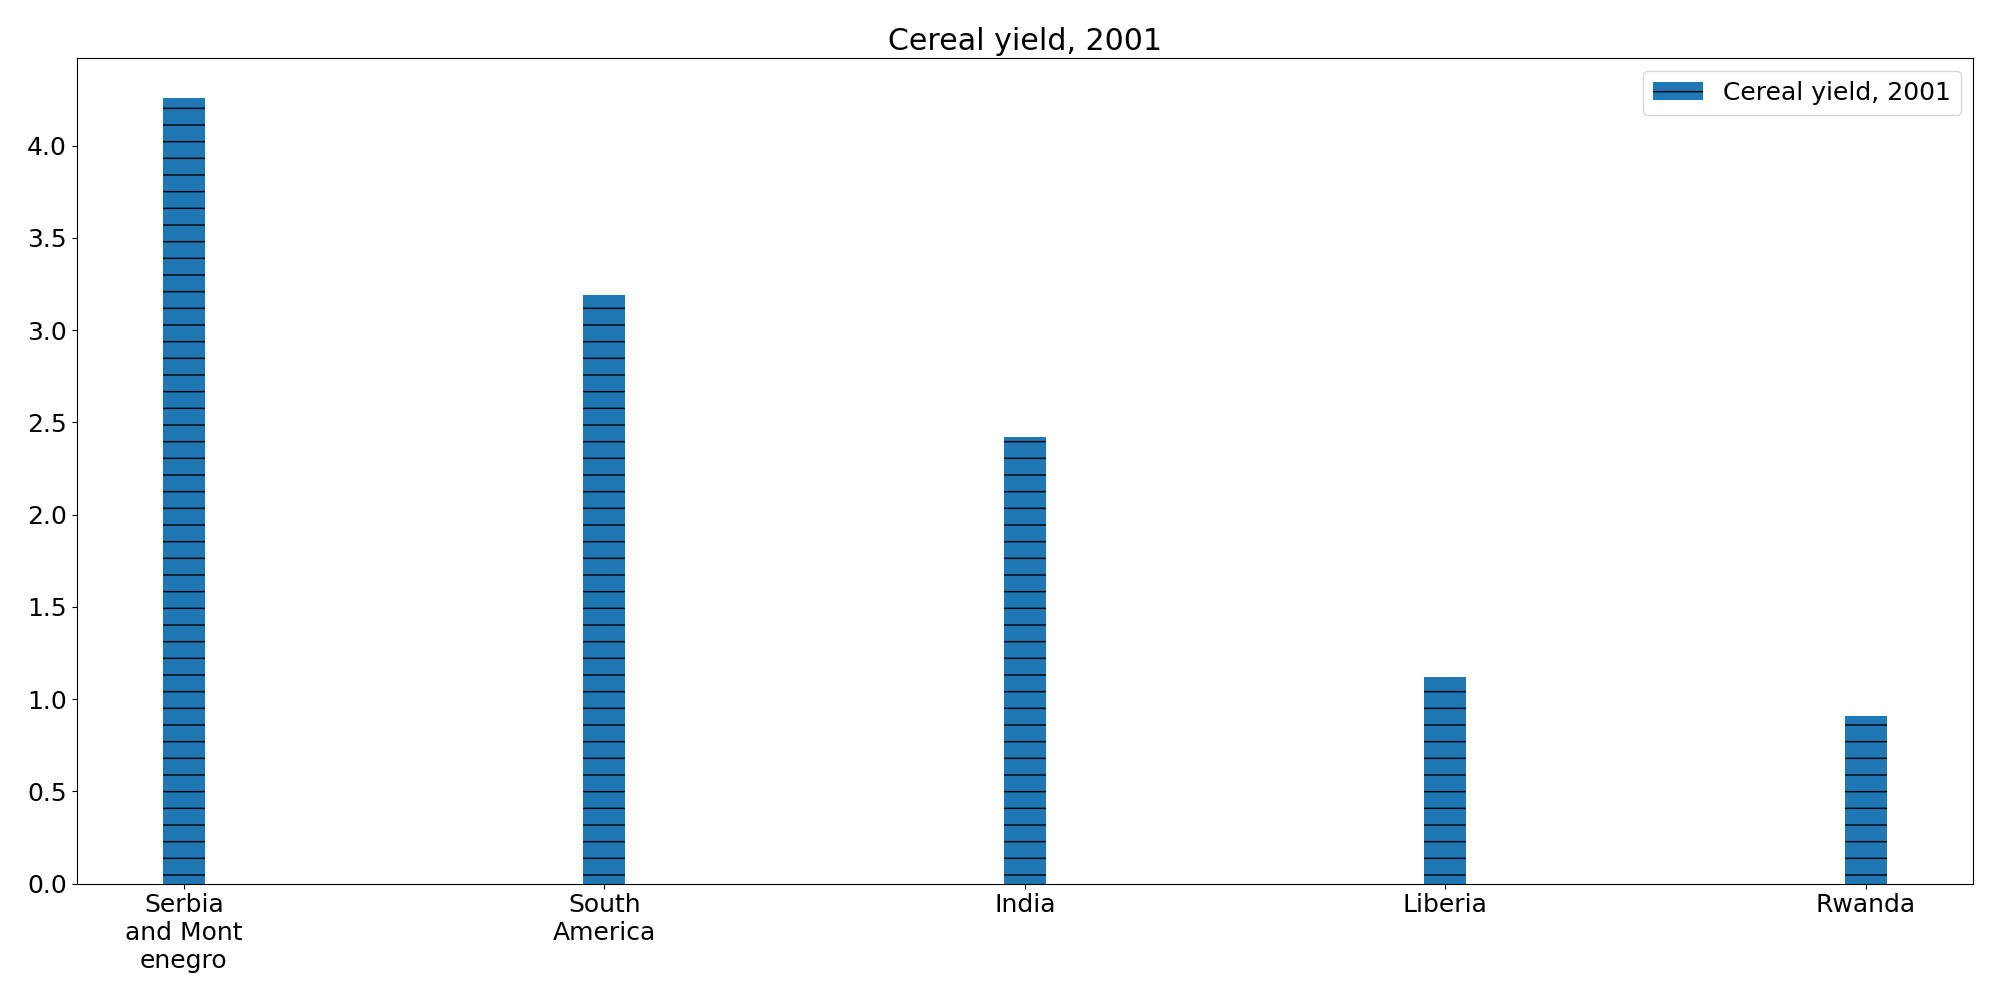 Cereal yield, 2001
Cereal yield, 2001
4.0
3.5
3.0
2.5
2.0
1.5
1.0
0.5
0.0
Serbia
and Mont
enegro
South
America
India
Liberia
Rwanda